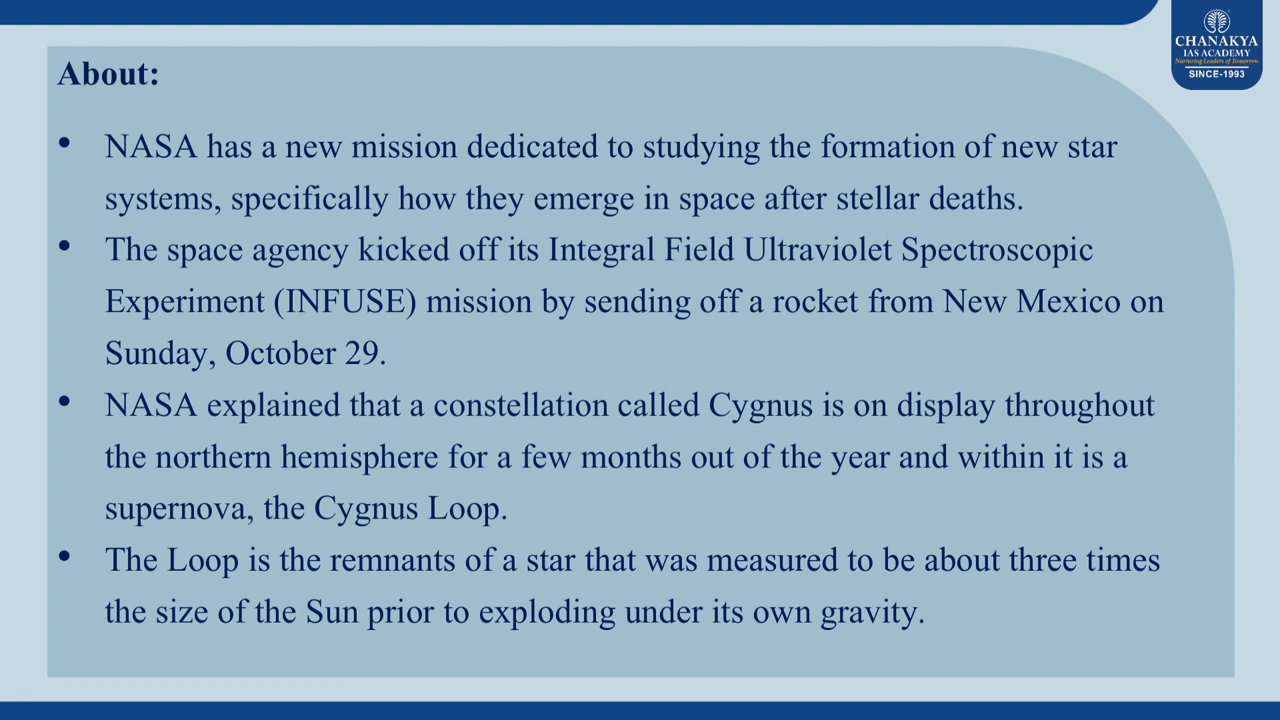 CHANAKYA
IAS ACADEMY
Nurturing Leaders of Tomorrow
SINCE-1993
About:
• NASA has a new mission dedicated to studying the formation of new star
systems, specifically how they emerge in space after stellar deaths.
• The space agency kicked off its Integral Field Ultraviolet Spectroscopic
Experiment (INFUSE) mission by sending off a rocket from New Mexico on
Sunday, October 29.
• NASA explained that a constellation called Cygnus is on display throughout
the northern hemisphere for a few months out of the year and within it is a
supernova, the Cygnus Loop.
• The Loop is the remnants of a star that was measured to be about three times
the size of the Sun prior to exploding under its own gravity.